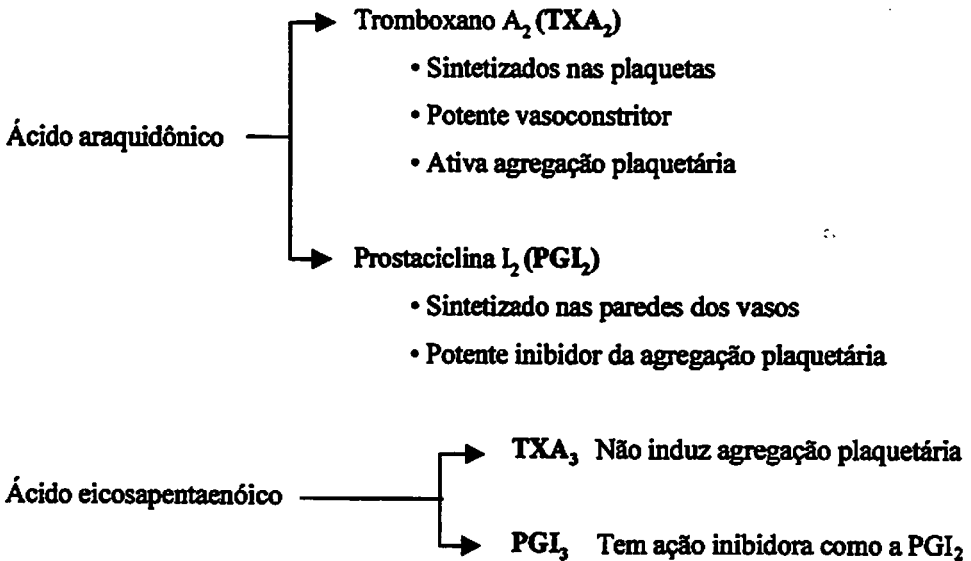 Tromboxano A₂ (TXA₂)
• Sintetizados nas plaquetas
• Potente vasoconstritor
Ácido araquidônico
• Ativa agregação plaquetária
Prostaciclina I₂ (PGI₂)
• Sintetizado nas paredes dos vasos
• Potente inibidor da agregação plaquetária
TXA₃ Não induz agregação plaquetária
Ácido eicosapentaenóico
PGI₃ Tem ação inibidora como a PGI₂